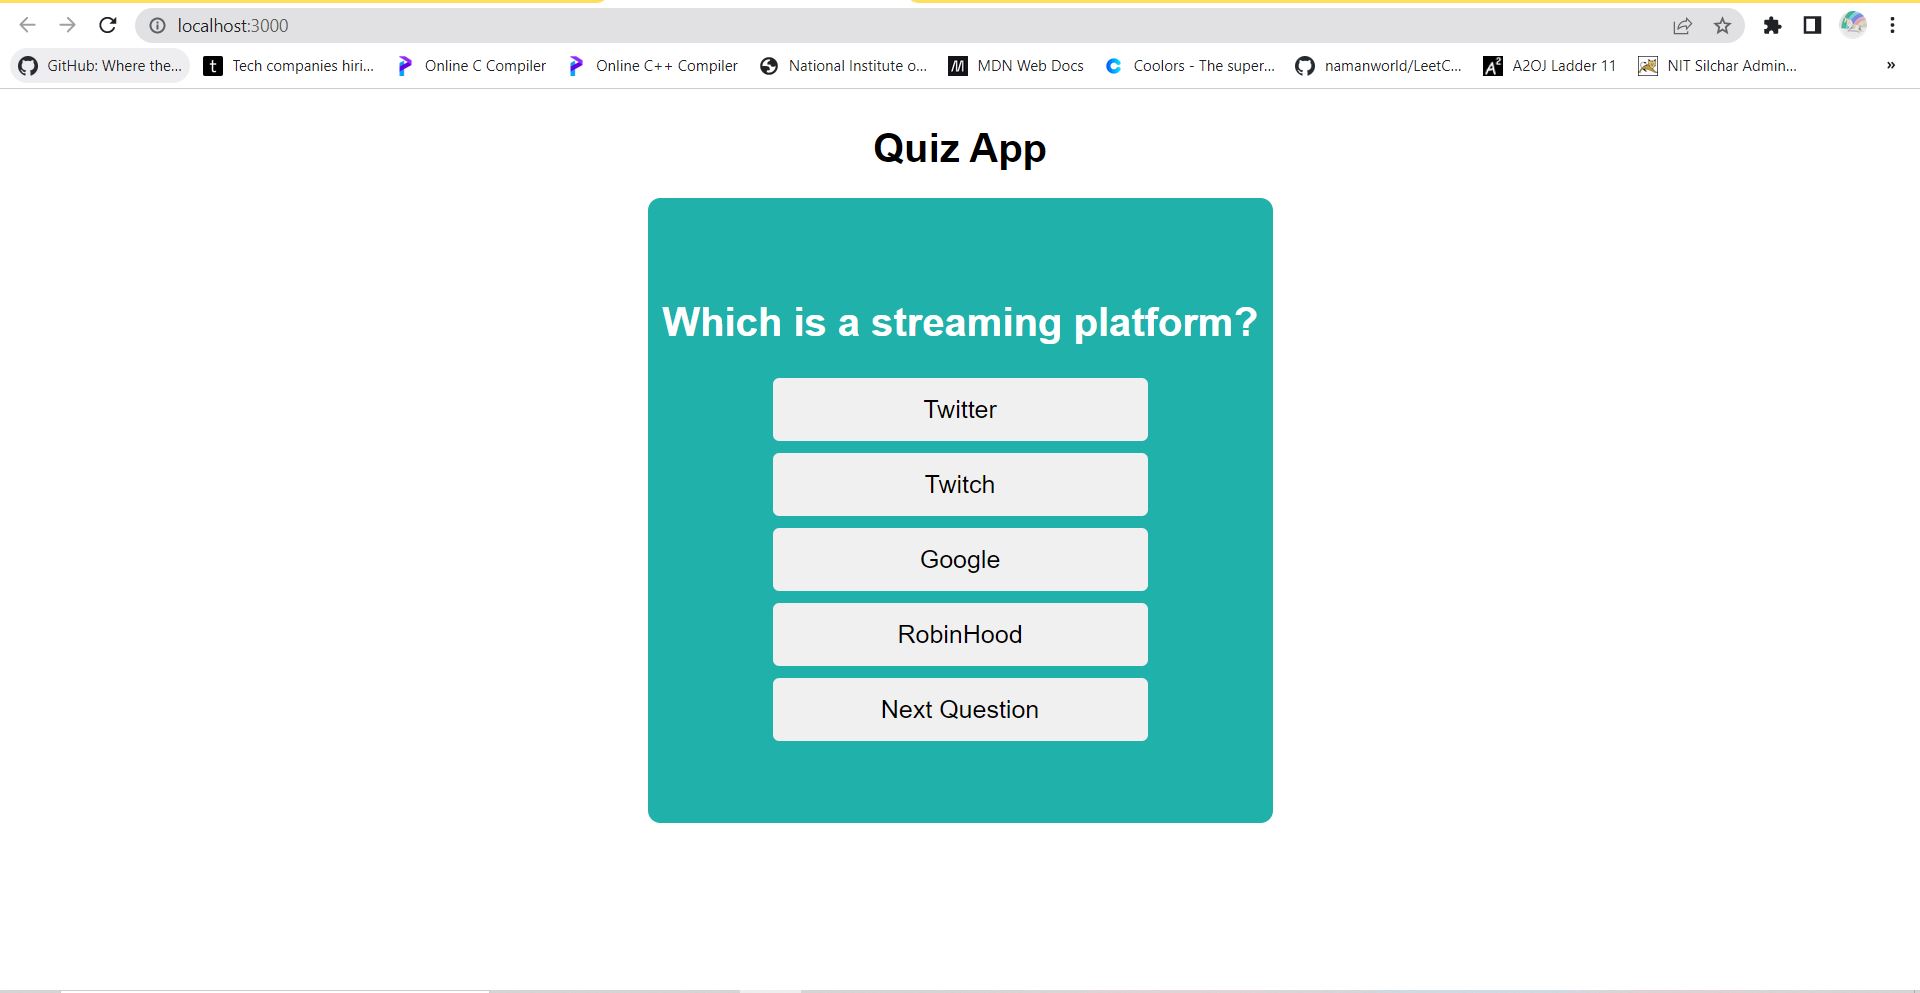 localhost:3000
GitHub: Where the... t Tech companies hiri... Online C Compiler Online C++ Compiler National Institute o... M MDN Web Docs C Coolors - The super... namanworld/LeetC... A² A2OJ Ladder 11 NIT Silchar Admin... »
Quiz App
Which is a streaming platform?
Twitter
Twitch
Google
RobinHood
Next Question